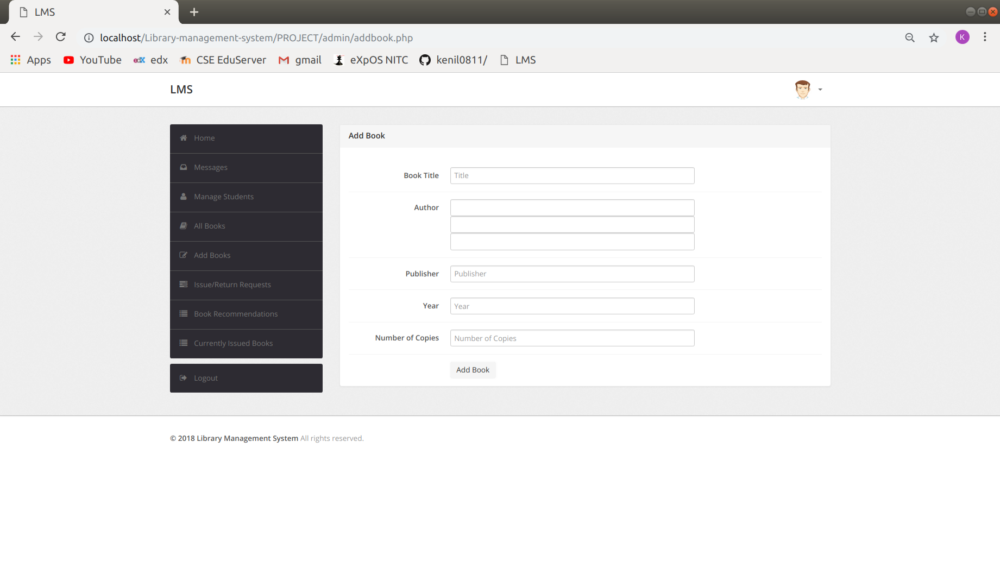 LMS
localhost/Library-management-system/PROJECT/admin/addbook.php
K
Apps YouTube edx CSE EduServer gmail eXpOS NITC kenil0811/ LMS
LMS
Home
Messages
Manage Students
All Books
Add Books
Issue/Return Requests
Book Recommendations
Currently Issued Books
Logout
Add Book
Book Title Title
Author
Publisher Publisher
Year Year
Number of Copies Number of Copies
Add Book
© 2018 Library Management System All rights reserved.